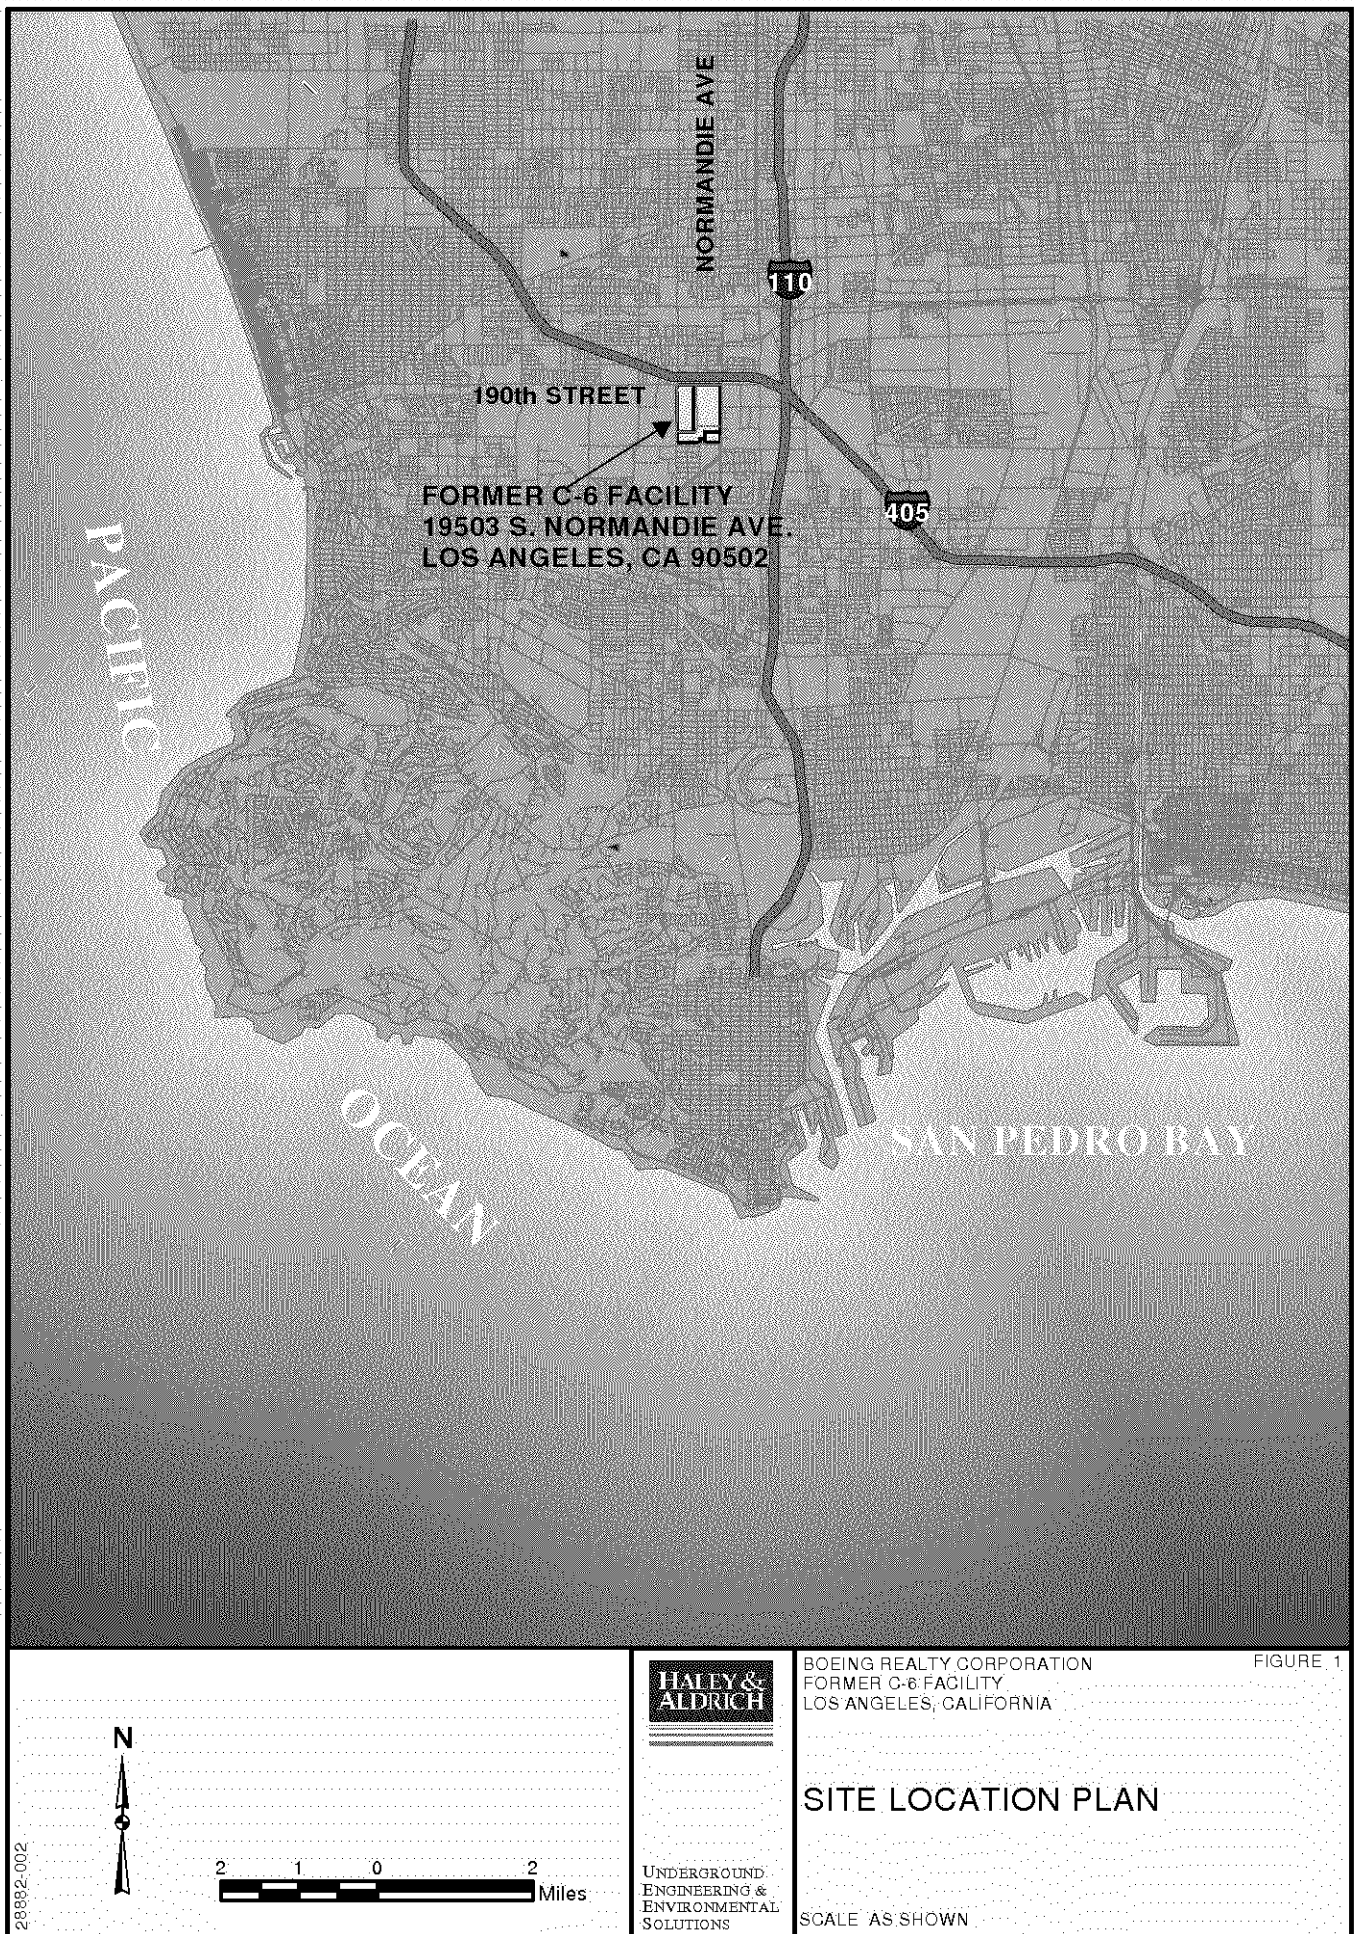 NORMANDIE AVE
110
190th STREET
FORMER C-6 FACILITY
19503 S. NORMANDIE AVE.
LOS ANGELES, CA 90502
405
PACIFIC
OCEAN
SAN PEDRO BAY
N
2 1 0 2
Miles
28882-002
HALEY &
ALDRICH
UNDERGROUND
ENGINEERING &
ENVIRONMENTAL
SOLUTIONS
BOEING REALTY CORPORATION
FORMER C-6 FACILITY
LOS ANGELES, CALIFORNIA
FIGURE 1
SITE LOCATION PLAN
SCALE AS SHOWN